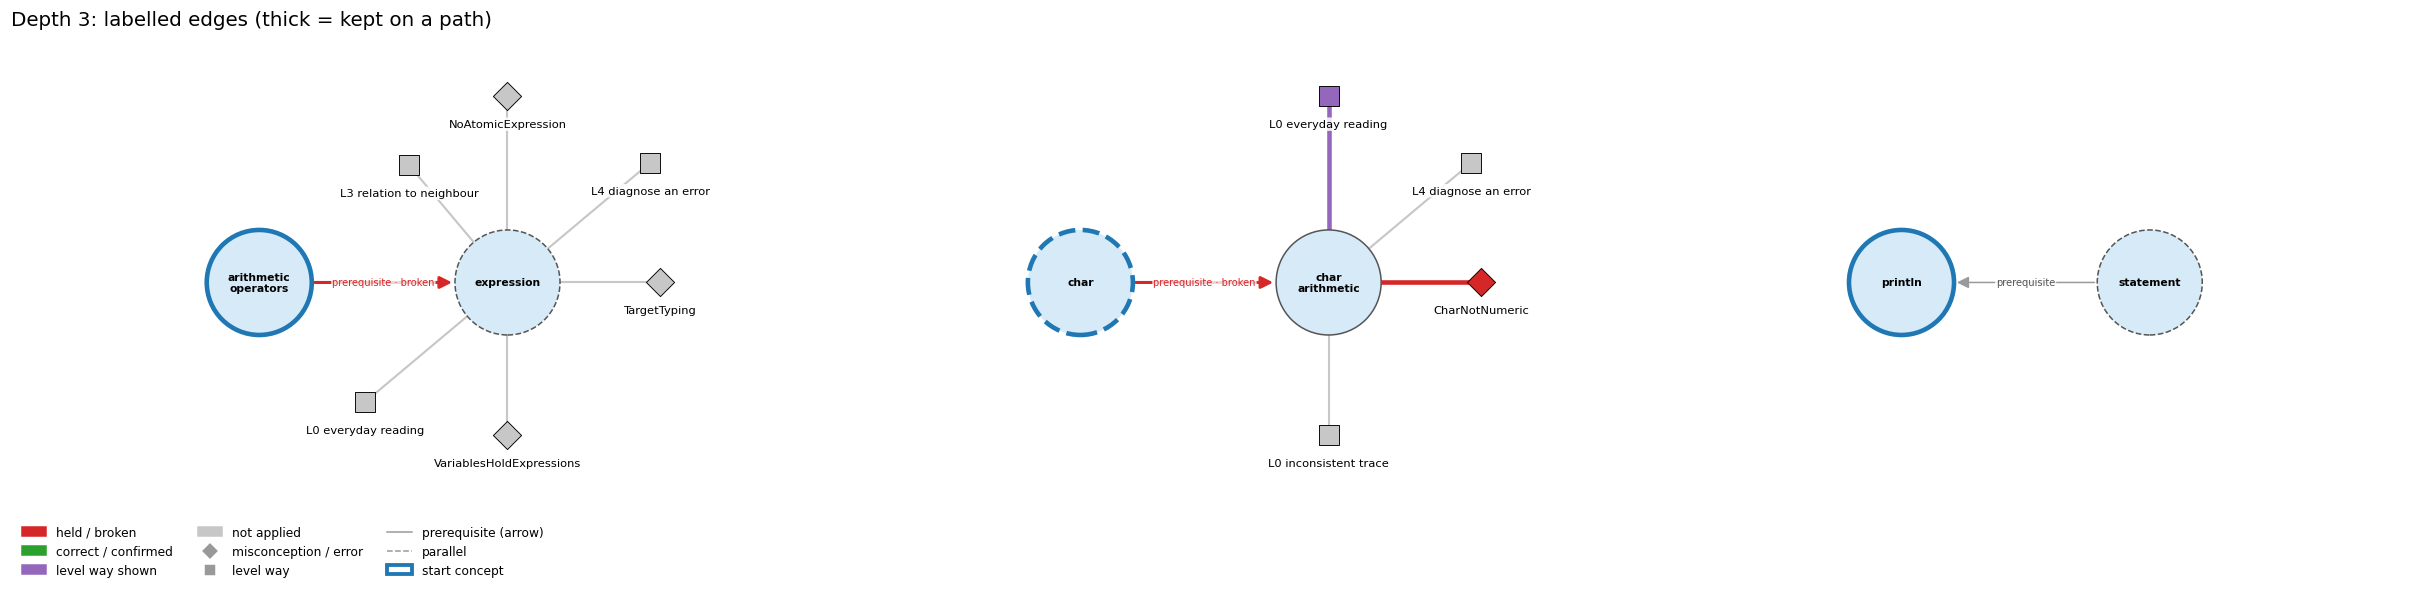 Depth 3: labelled edges (thick = kept on a path)
NoAtomicExpression
L3 relation to neighbour
L4 diagnose an error
arithmetic
operators
prerequisite · broken
expression
TargetTyping
L0 everyday reading
VariablesHoldExpressions
L0 everyday reading
L4 diagnose an error
char
prerequisite · broken
char
arithmetic
CharNotNumeric
L0 inconsistent trace
println
prerequisite
statement
held / broken
correct / confirmed
level way shown
not applied
misconception / error
level way
prerequisite (arrow)
parallel
start concept